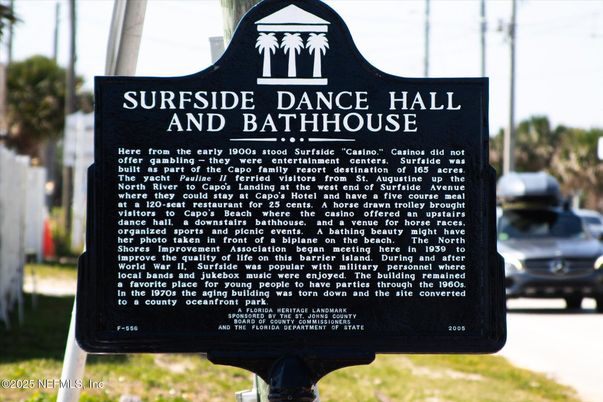 SURFSIDE DANCE HALL
AND BATHHOUSE
Here from the early 1900s stood Surfside "Casino." Casinos did not
offer gambling — they were entertainment centers. Surfside was
built as part of the Capo family resort destination of 165 acres.
The yacht Pauline II ferried visitors from St. Augustine up the
North River to Capo's Landing at the west end of Surfside Avenue
where they could stay at Capo's Hotel and have a five course meal
at a 120-seat restaurant for 25 cents. A horse drawn trolley brought
visitors to Capo's Beach where the casino offered an upstairs
dance hall, a downstairs bathhouse, and a venue for horse races,
organized sports and picnic events. A bathing beauty might have
her photo taken in front of a biplane on the beach. The North
Shores Improvement Association began meeting here in 1939 to
improve the quality of life on this barrier island. During and after
World War II, Surfside was popular with military personnel where
local bands and jukebox music were enjoyed. The building remained
a favorite place for young people to have parties through the 1960s.
In the 1970s the aging building was torn down and the site converted
to a county oceanfront park.
A FLORIDA HERITAGE LANDMARK
SPONSORED BY THE ST. JOHNS COUNTY
BOARD OF COUNTY COMMISSIONERS
F-556 AND THE FLORIDA DEPARTMENT OF STATE 2005
©2025 NEFMLS, Inc